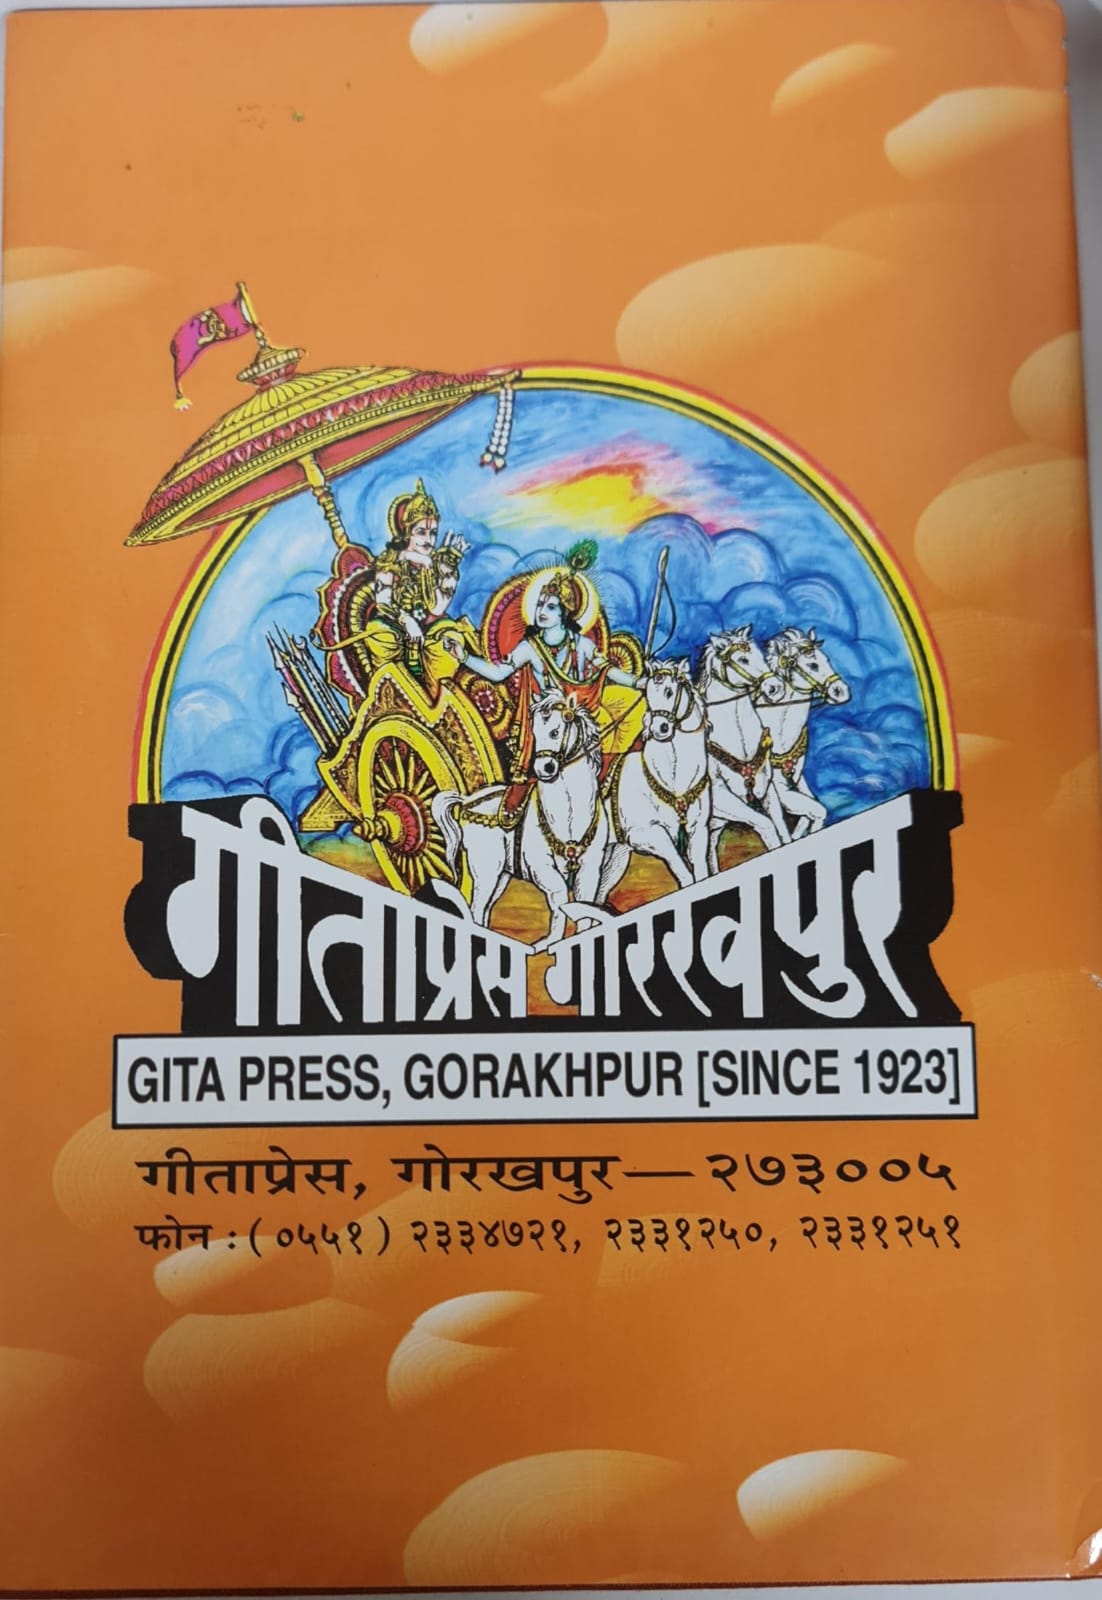 गीताप्रेस गोरखपुर
GITA PRESS, GORAKHPUR [SINCE 1923]
गीताप्रेस, गोरखपुर—२७३००५
फोन : ( ०५५१ ) २३३४७२१, २३३१२५०, २३३१२५१